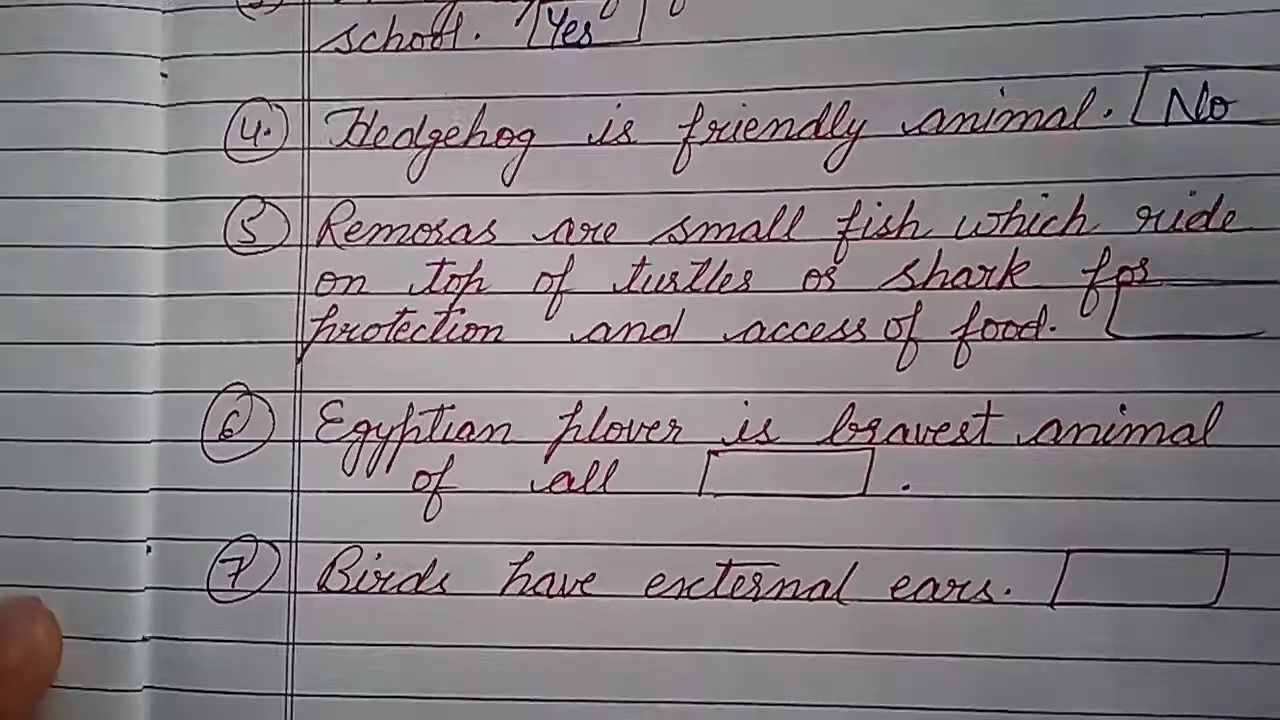 school. Yes
4. Hedgehog is friendly animal. No
5 Remoras are small fish which ride
on top of turtles or shark for
protection and access of food.
6 Egyptian plover is bravest animal
of all .
7 Birds have external ears.